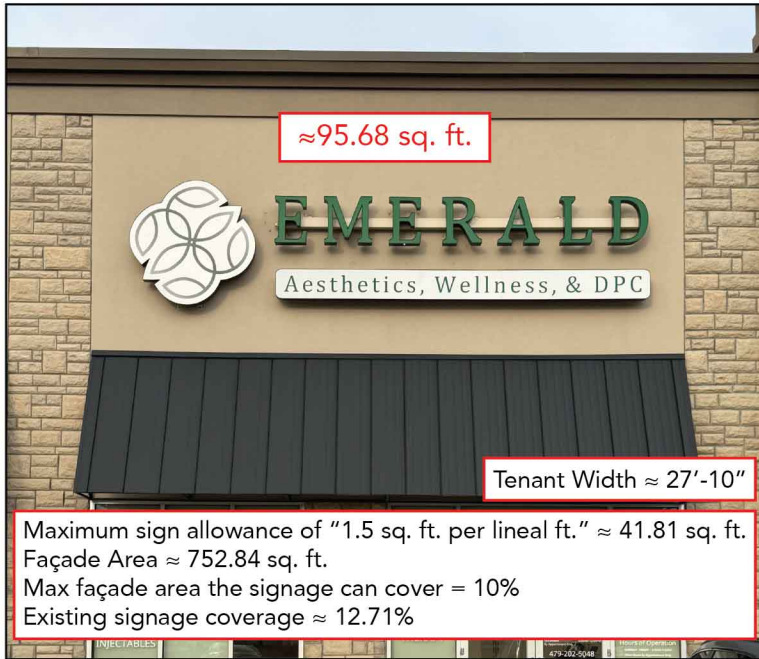 ≈95.68 sq. ft.
EMERALD
Aesthetics, Wellness, & DPC
Tenant Width ≈ 27’-10”
Maximum sign allowance of “1.5 sq. ft. per lineal ft.” ≈ 41.81 sq. ft.
Façade Area ≈ 752.84 sq. ft.
Max façade area the signage can cover = 10%
Existing signage coverage ≈ 12.71%
INJECTABLES
Hours of Operation
479-202-5048